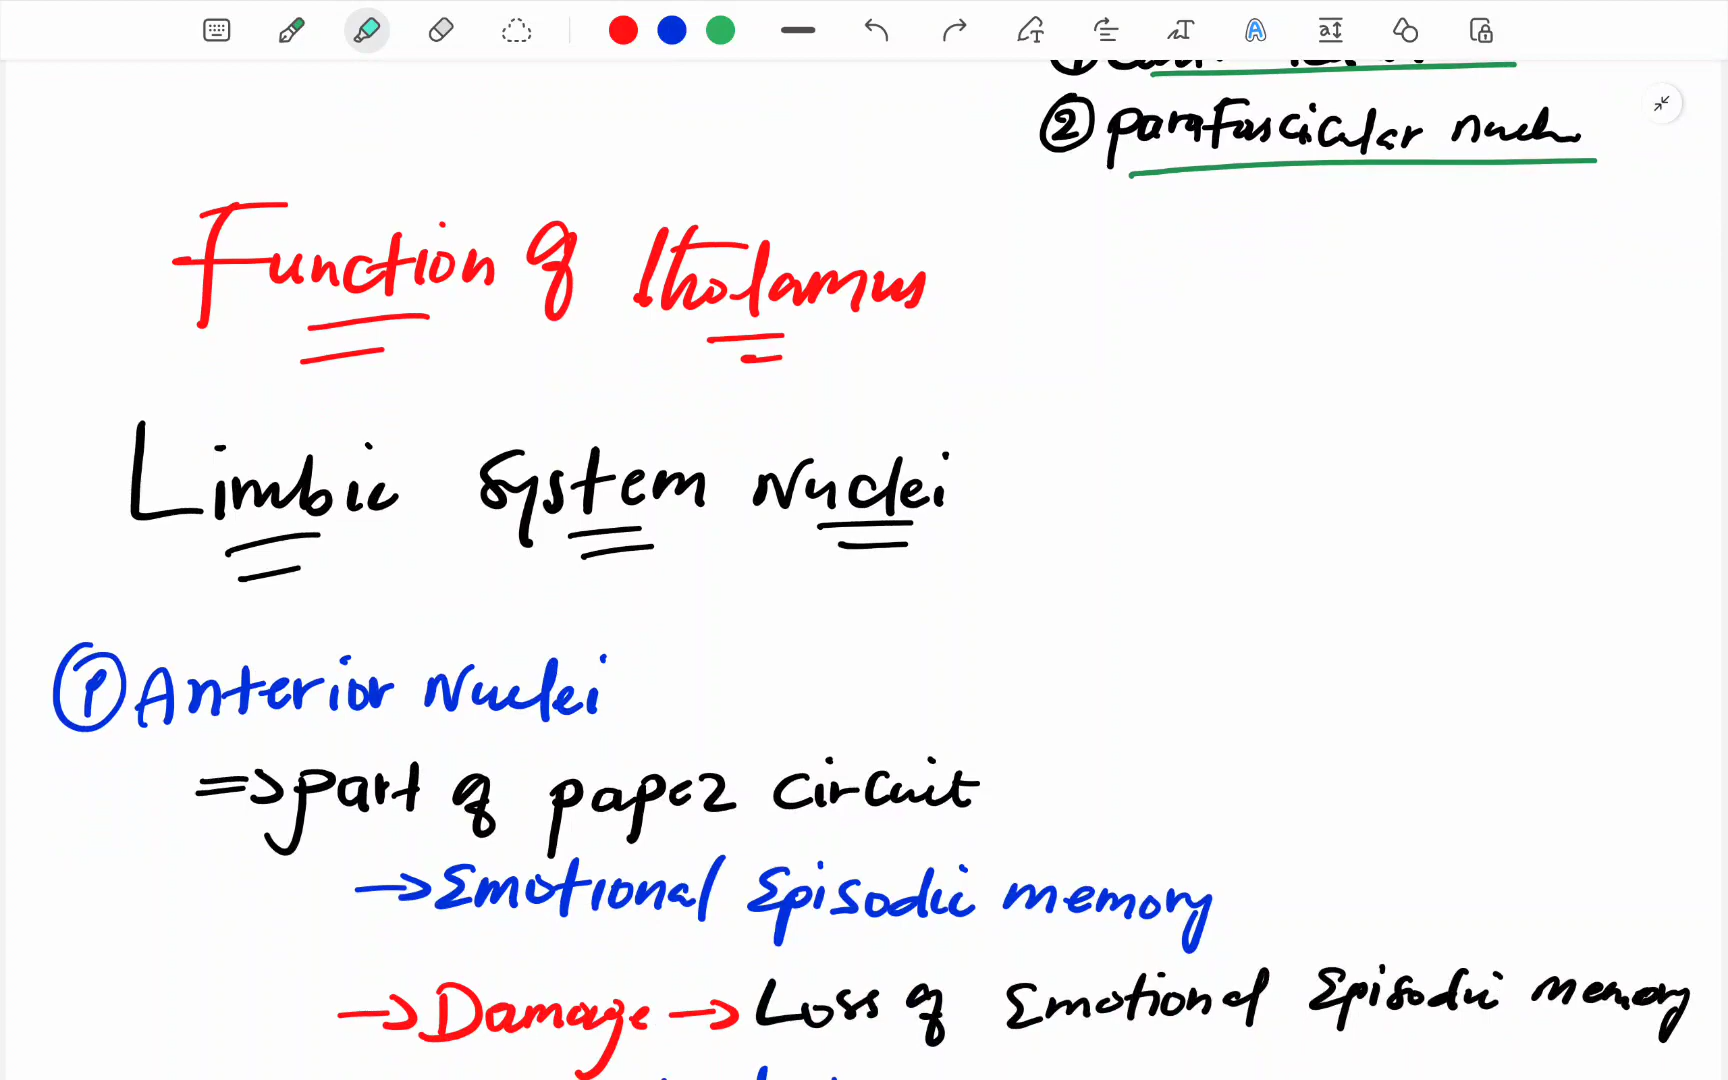 ② parafascicular nuclei
Function of Thalamus
Limbic System Nuclei
① Anterior Nuclei
⇒ part of papez circuit
→ Emotional Episodic memory
→ Damage → Loss of Emotional Episodic memory